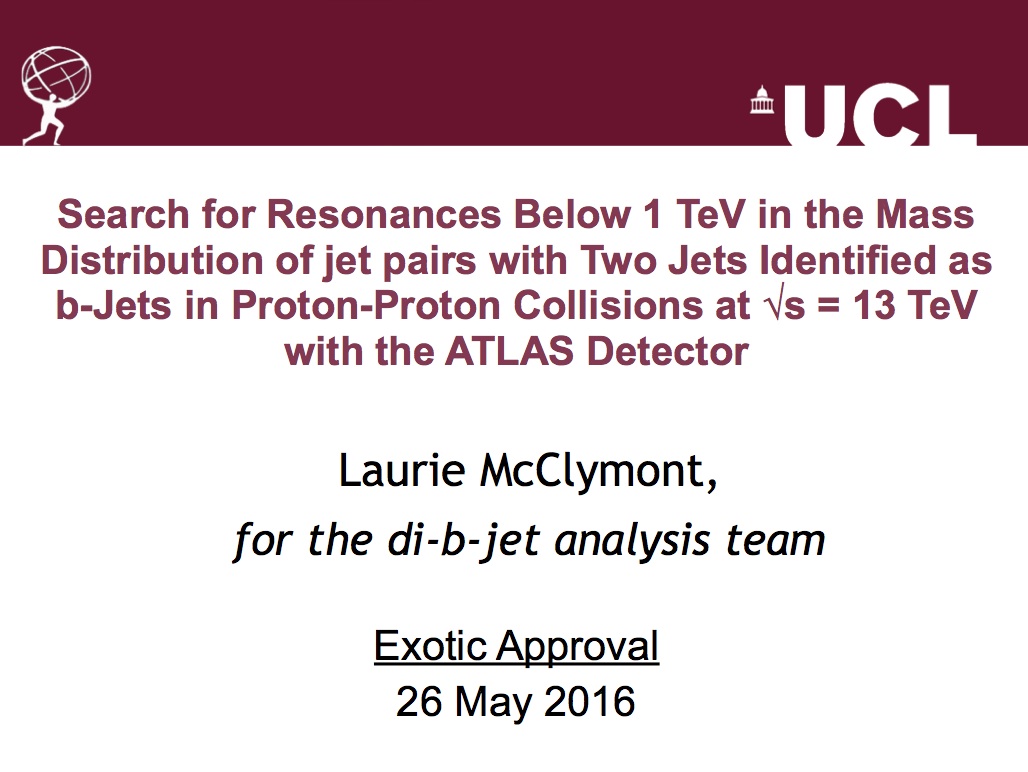 UCL
Search for Resonances Below 1 TeV in the Mass
Distribution of jet pairs with Two Jets Identified as
b-Jets in Proton-Proton Collisions at √s = 13 TeV
with the ATLAS Detector
Laurie McClymont,
for the di-b-jet analysis team
Exotic Approval
26 May 2016